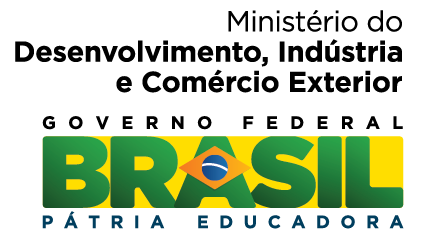 Ministério do
Desenvolvimento, Indústria
e Comércio Exterior
GOVERNO FEDERAL
BRASIL
PÁTRIA EDUCADORA